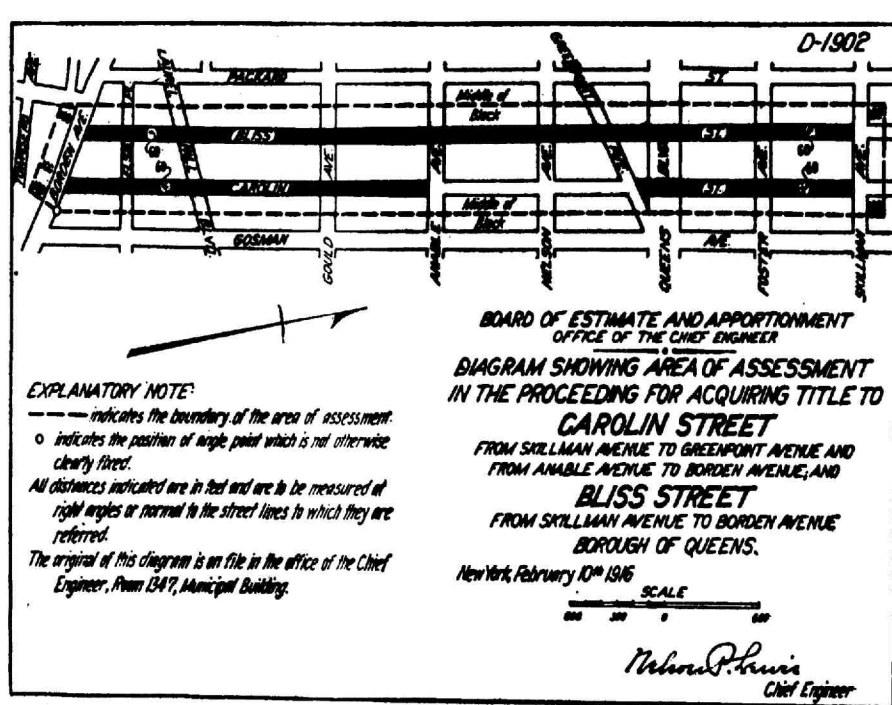 D-1902
PACKARD ST.
Middle of
Block
BORDEN AVE.
BLISS ST.
CAROLIN ST.
Middle of
Block
GOSMAN AVE.
GOULD AVE.
ANABLE AVE.
NELSON AVE.
QUEENS BLVD.
FOSTER AVE.
SKILLMAN AVE.
BOARD OF ESTIMATE AND APPORTIONMENT
OFFICE OF THE CHIEF ENGINEER
DIAGRAM SHOWING AREA OF ASSESSMENT
IN THE PROCEEDING FOR ACQUIRING TITLE TO
CAROLIN STREET
FROM SKILLMAN AVENUE TO GREENPOINT AVENUE AND
FROM ANABLE AVENUE TO BORDEN AVENUE; AND
BLISS STREET
FROM SKILLMAN AVENUE TO BORDEN AVENUE
BOROUGH OF QUEENS.
New York, February 10th 1916
SCALE
Nelson P. Lewis
Chief Engineer
EXPLANATORY NOTE:
indicates the boundary of the area of assessment.
indicates the position of angle point which is not otherwise
clearly fixed.
All distances indicated are in feet and are to be measured at
right angles or normal to the street lines to which they are
referred.
The original of this diagram is on file in the office of the Chief
Engineer, Room 1347, Municipal Building.